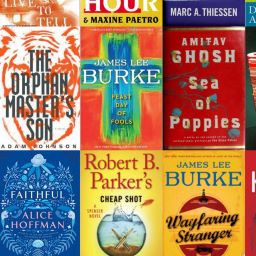 LIVE
TO TELL
THE
ORPHAN
MASTER'S
SON
ADAM JOHNSON
HOUR
& MAXINE PAETRO
JAMES LEE
BURKE
FEAST
DAY OF
FOOLS
MARC A. THIESSEN
AMITAV
GHOSH
Sea
of
Poppies
FAITHFUL
ALICE
HOFFMAN
Robert B.
Parker's
CHEAP SHOT
A
SPENSER
NOVEL
JAMES LEE
BURKE
Wayfaring
Stranger